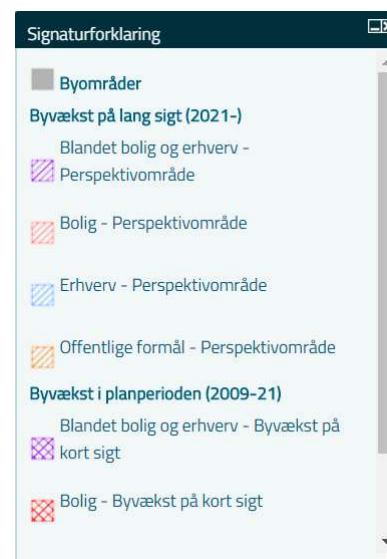 Signaturforklaring
Byområder
Byvækst på lang sigt (2021-)
Blandet bolig og erhverv -
Perspektivområde
Bolig - Perspektivområde
Erhverv - Perspektivområde
Offentlige formål - Perspektivområde
Byvækst i planperioden (2009-21)
Blandet bolig og erhverv - Byvækst på
kort sigt
Bolig - Byvækst på kort sigt